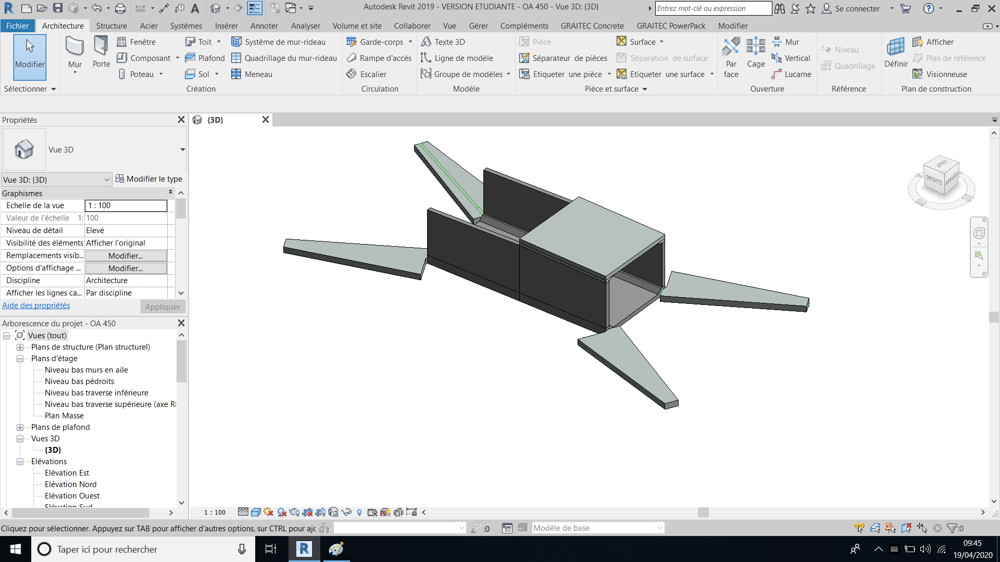 Autodesk Revit 2019 - VERSION ETUDIANTE - OA 450 - Vue 3D: {3D}
Entrez mot-clé ou expression
Se connecter
Fichier Architecture Structure Acier Systèmes Insérer Annoter Analyser Volume et site Collaborer Vue Gérer Compléments GRAITEC Concrete GRAITEC PowerPack Modifier
Modifier
Mur
Porte
Fenêtre
Composant
Poteau
Toit
Plafond
Sol
Système de mur-rideau
Quadrillage du mur-rideau
Meneau
Garde-corps
Rampe d'accès
Escalier
Texte 3D
Ligne de modèle
Groupe de modèles
Pièce
Séparateur de pièces
Etiqueter une pièce
Surface
Séparation de surface
Etiqueter une surface
Par face
Cage
Mur
Vertical
Lucarne
Niveau
Quadrillage
Définir
Afficher
Plan de référence
Visionneuse
Sélectionner Création Circulation Modèle Pièce et surface Ouverture Référence Plan de construction
Propriétés
{3D}
Vue 3D
Vue 3D: {3D}
Modifier le type
Graphismes
Echelle de la vue 1 : 100
Valeur de l'échelle 1: 100
Niveau de détail Elevé
Visibilité des éléments Afficher l'original
Remplacements visib... Modifier...
Options d'affichage ... Modifier...
Discipline Architecture
Afficher les lignes ca... Par discipline
Aide des propriétés
Appliquer
Arborescence du projet - OA 450
Vues (tout)
Plans de structure (Plan structurel)
Plans d'étage
Niveau bas murs en aile
Niveau bas pédroits
Niveau bas traverse inférieure
Niveau bas traverse supérieure (axe R
Plan Masse
Plans de plafond
Vues 3D
{3D}
Elévations
Elévation Est
Elévation Nord
Elévation Ouest
Elévation Sud
HAUT
DROITE
ARRIÈRE
1 : 100
Cliquez pour sélectionner. Appuyez sur TAB pour afficher d'autres options, sur CTRL pour ajo
:0
Modèle de base
:0
Taper ici pour rechercher
SSD
09:45
19/04/2020